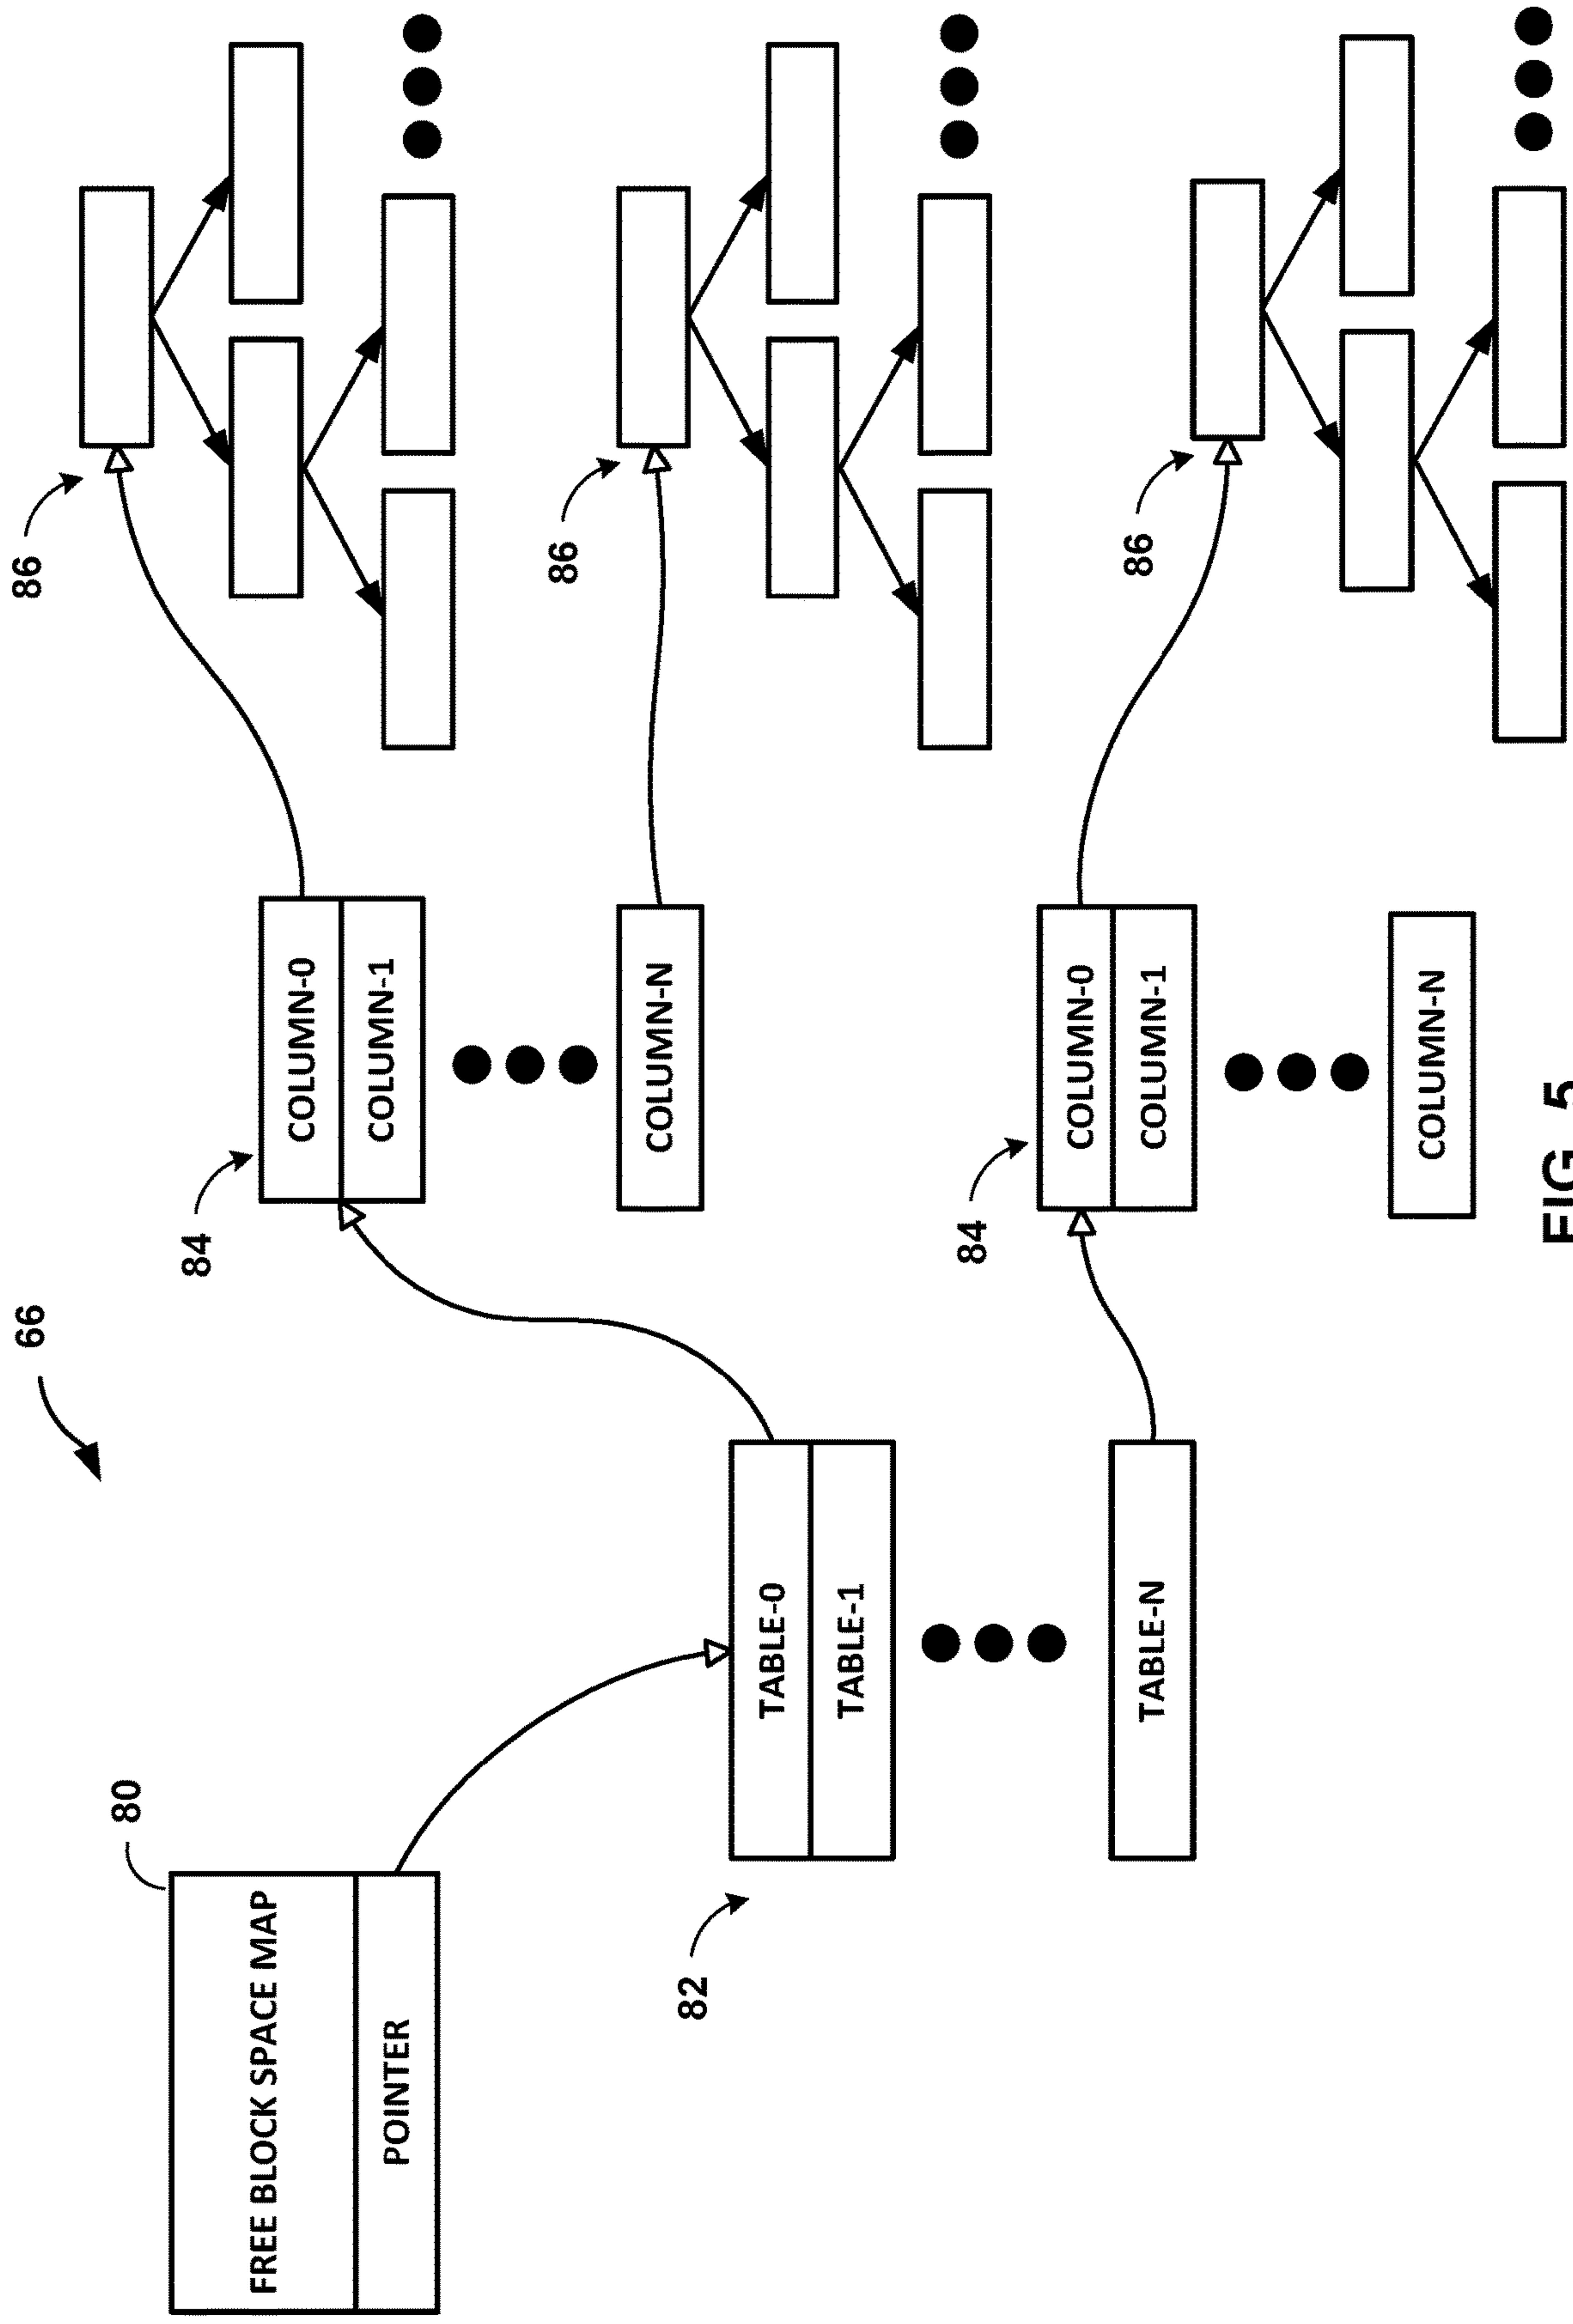 66
80
FREE BLOCK SPACE MAP
POINTER
82
TABLE-0
TABLE-1
TABLE-N
84
COLUMN-0
COLUMN-1
COLUMN-N
84
COLUMN-0
COLUMN-1
COLUMN-N
86
86
86
FIG. 5